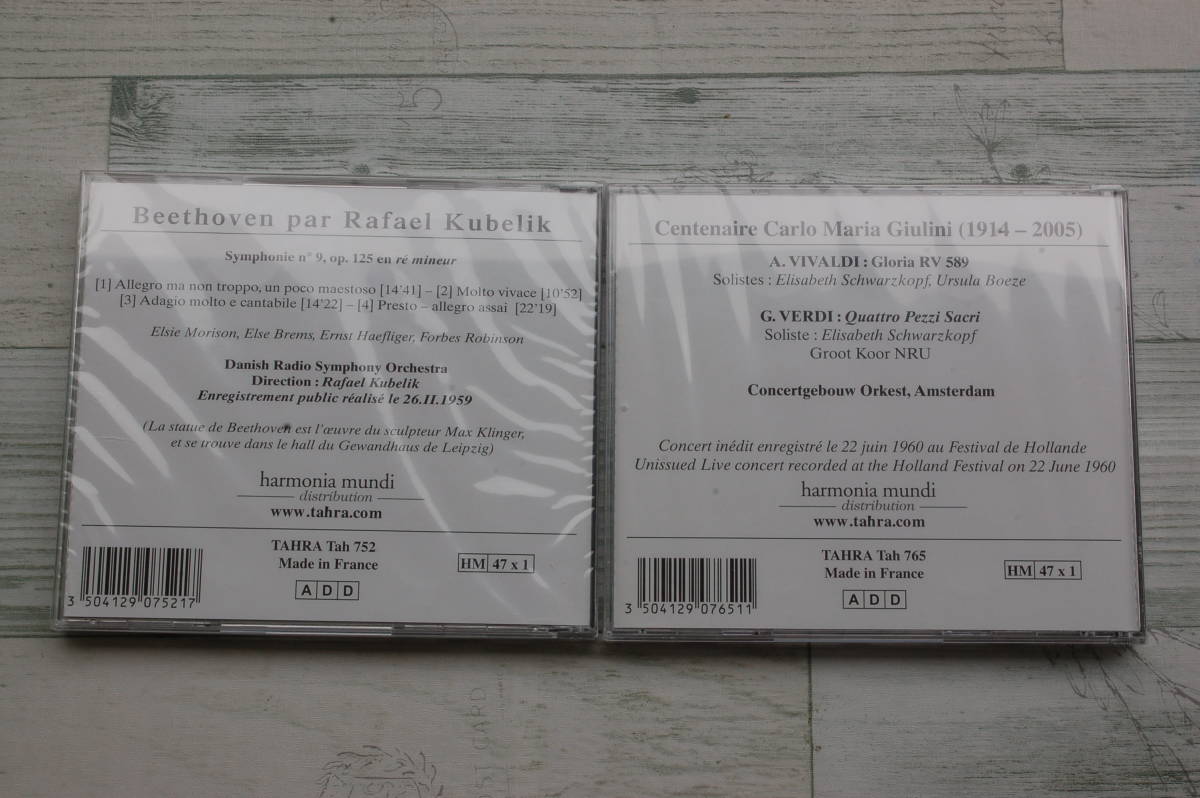 Beethoven par Rafael Kubelik
Symphonie n° 9, op. 125 en ré mineur
[1] Allegro ma non troppo, un poco maestoso [14'41] – [2] Molto vivace [10'52]
[3] Adagio molto e cantabile [14'22] – [4] Presto – allegro assai [22'19]
Elsie Morison, Else Brems, Ernst Haefliger, Forbes Robinson
Danish Radio Symphony Orchestra
Direction : Rafael Kubelik
Enregistrement public réalisé le 26.II.1959
(La statue de Beethoven est l'œuvre du sculpteur Max Klinger,
et se trouve dans le hall du Gewandhaus de Leipzig)
harmonia mundi
distribution
www.tahra.com
TAHRA Tah 752
Made in France
HM 47 x 1
ADD
3 504129 075217
Centenaire Carlo Maria Giulini (1914 – 2005)
A. VIVALDI : Gloria RV 589
Solistes : Elisabeth Schwarzkopf, Ursula Boeze
G. VERDI : Quattro Pezzi Sacri
Soliste : Elisabeth Schwarzkopf
Groot Koor NRU
Concertgebouw Orkest, Amsterdam
Concert inédit enregistré le 22 juin 1960 au Festival de Hollande
Unissued Live concert recorded at the Holland Festival on 22 June 1960
harmonia mundi
distribution
www.tahra.com
TAHRA Tah 765
Made in France
HM 47 x 1
ADD
3 504129 076511